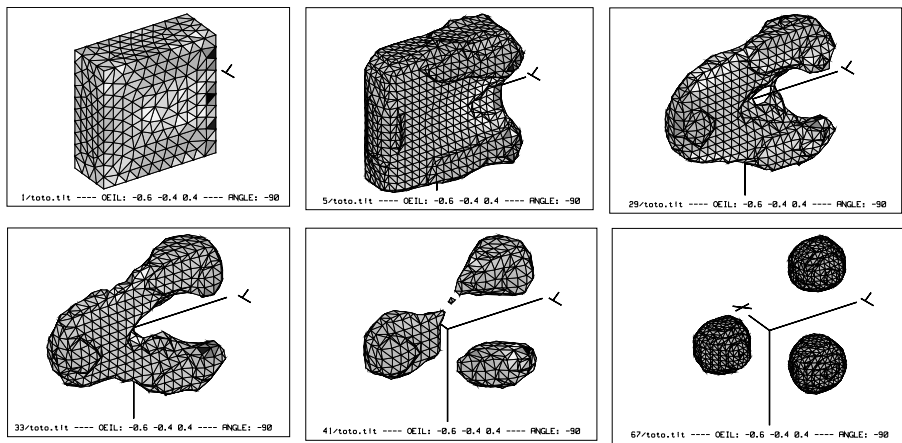 1/toto.tlt ---- OEIL: -0.6 -0.4 0.4 ---- ANGLE: -90
5/toto.tlt ---- OEIL: -0.6 -0.4 0.4 ---- ANGLE: -90
29/toto.tlt ---- OEIL: -0.6 -0.4 0.4 ---- ANGLE: -90
33/toto.tlt ---- OEIL: -0.6 -0.4 0.4 ---- ANGLE: -90
41/toto.tlt ---- OEIL: -0.6 -0.4 0.4 ---- ANGLE: -90
X
67/toto.tlt ---- OEIL: -0.6 -0.4 0.4 ---- ANGLE: -90